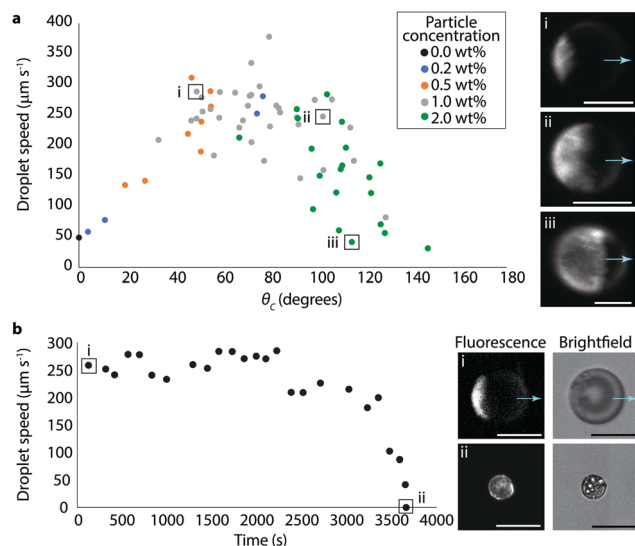 a
Droplet speed (μm s⁻¹)
400
350
300
250
200
150
100
50
0
i
ii
iii
Particle
concentration
0.0 wt%
0.2 wt%
0.5 wt%
1.0 wt%
2.0 wt%
0 20 40 60 80 100 120 140 160 180
θC (degrees)
i
ii
iii
b
Droplet speed (μm s⁻¹)
300
250
200
150
100
50
0
i
ii
0 500 1000 1500 2000 2500 3000 3500 4000
Time (s)
Fluorescence Brightfield
i
ii